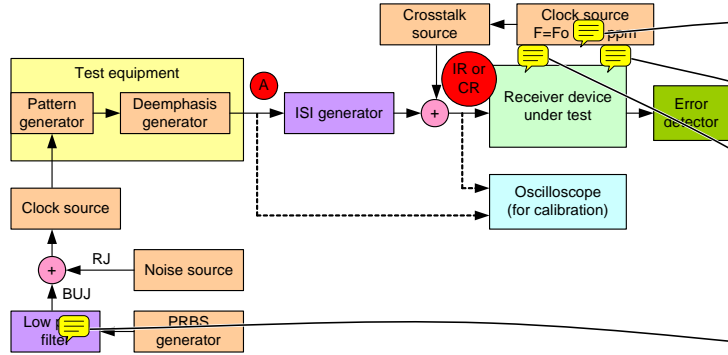 Crosstalk
source
Clock source
F=Fo ppm
Test equipment
Pattern
generator
Deemphasis
generator
A
ISI generator
+
IR or
CR
Receiver device
under test
Error
detector
Clock source
Oscilloscope
(for calibration)
+
RJ
Noise source
BUJ
Low
filter
PRBS
generator